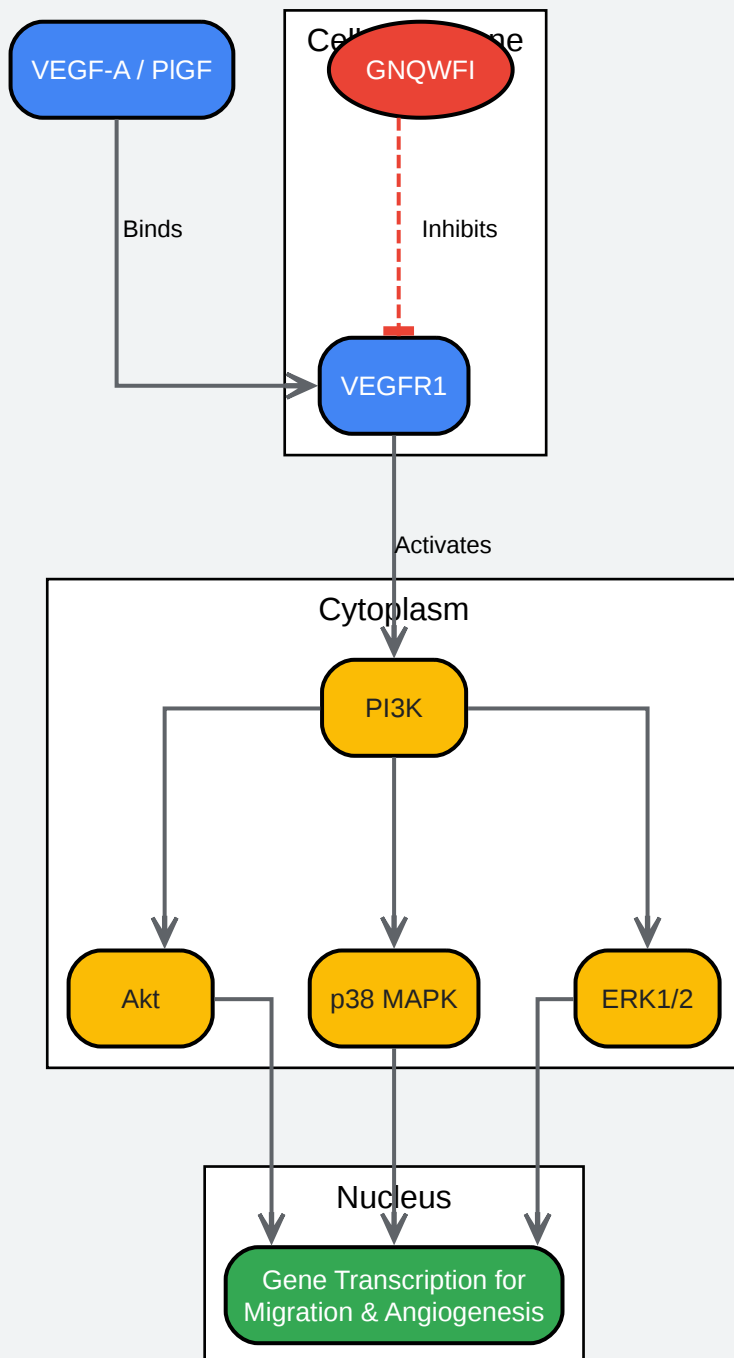 VEGF-A / PlGF
GNQWFI
Binds
Inhibits
VEGFR1
Activates
Cytoplasm
PI3K
Akt
p38 MAPK
ERK1/2
Nucleus
Gene Transcription for
Migration & Angiogenesis